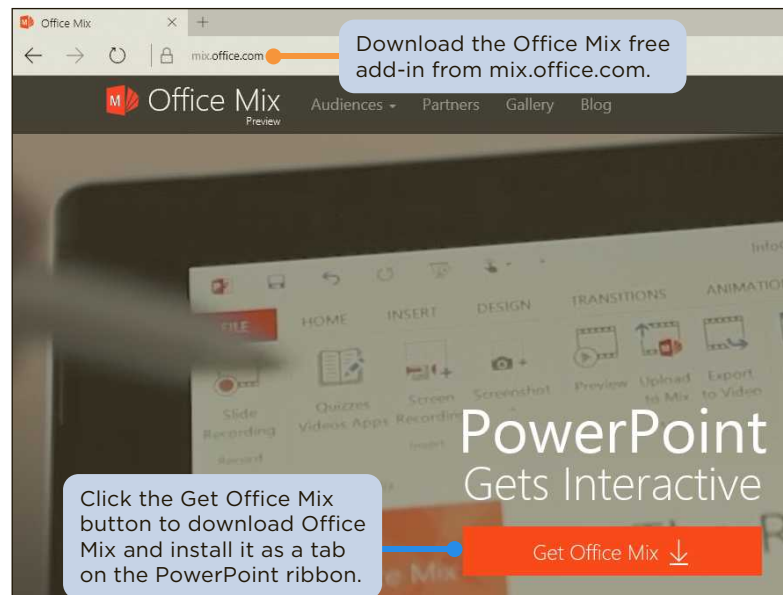 Office Mix
mix.office.com
Download the Office Mix free
add-in from mix.office.com.
M
Office Mix
Preview
Audiences
Partners
Gallery
Blog
FILE
HOME
INSERT
DESIGN
TRANSITIONS
Slide
Recording
Record
Quizzes
Videos Apps
Screen
Recording
Insert
Screenshot
Preview
Upload
to Mix
Export
to Video
PowerPoint
Gets Interactive
Click the Get Office Mix
button to download Office
Mix and install it as a tab
on the PowerPoint ribbon.
Get Office Mix